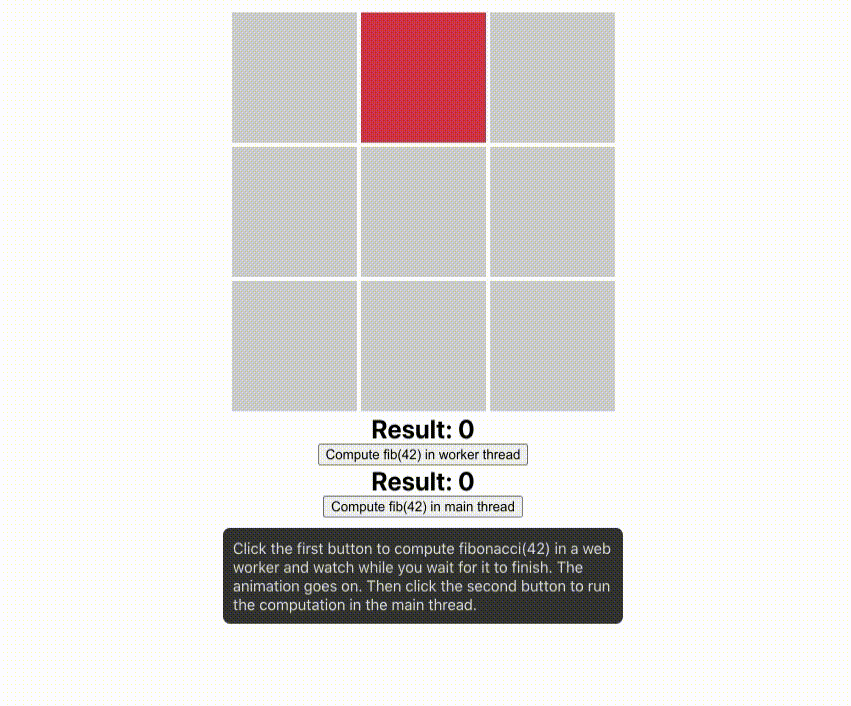 Result: 0
Compute fib(42) in worker thread
Result: 0
Compute fib(42) in main thread
Click the first button to compute fibonacci(42) in a web
worker and watch while you wait for it to finish. The
animation goes on. Then click the second button to run
the computation in the main thread.